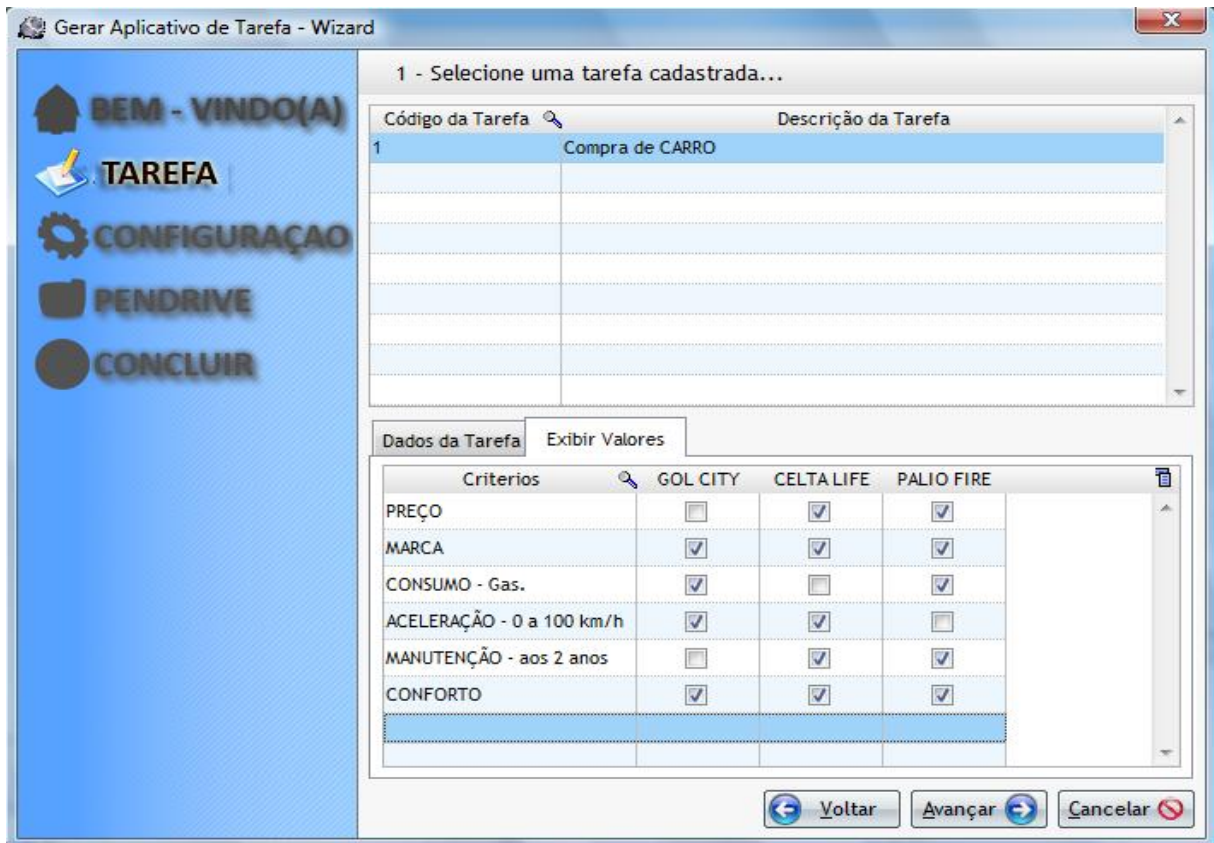 Gerar Aplicativo de Tarefa - Wizard
BEM - VINDO(A)
TAREFA
CONFIGURAÇAO
PENDRIVE
CONCLUIR
1 - Selecione uma tarefa cadastrada...
Código da Tarefa Descrição da Tarefa
1 Compra de CARRO
Dados da Tarefa Exibir Valores
Criterios GOL CITY CELTA LIFE PALIO FIRE
PREÇO
MARCA
CONSUMO - Gas.
ACELERAÇÃO - 0 a 100 km/h
MANUTENÇÃO - aos 2 anos
CONFORTO
Voltar Avançar Cancelar